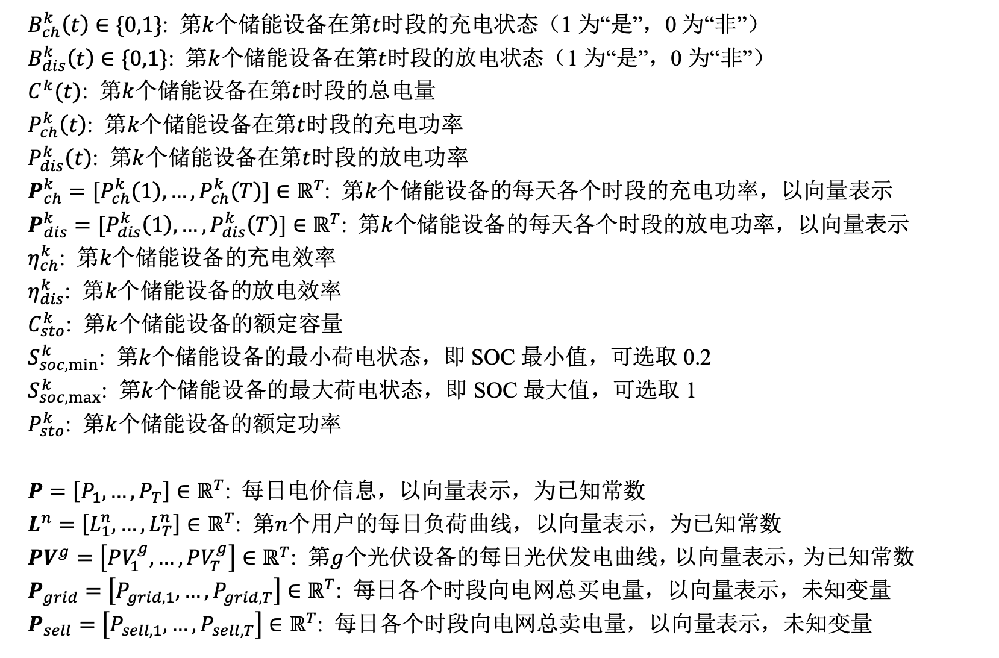 $B_{ch}^k(t) \in \{0,1\}$: 第$k$个储能设备在第$t$时段的充电状态（1 为“是”，0 为“非”）
$B_{dis}^k(t) \in \{0,1\}$: 第$k$个储能设备在第$t$时段的放电状态（1 为“是”，0 为“非”）
$C^k(t)$: 第$k$个储能设备在第$t$时段的总电量
$P_{ch}^k(t)$: 第$k$个储能设备在第$t$时段的充电功率
$P_{dis}^k(t)$: 第$k$个储能设备在第$t$时段的放电功率
$\boldsymbol{P}_{ch}^k = [P_{ch}^k(1), \ldots, P_{ch}^k(T)] \in \mathbb{R}^T$: 第$k$个储能设备的每天各个时段的充电功率，以向量表示
$\boldsymbol{P}_{dis}^k = [P_{dis}^k(1), \ldots, P_{dis}^k(T)] \in \mathbb{R}^T$: 第$k$个储能设备的每天各个时段的放电功率，以向量表示
$\eta_{ch}^k$: 第$k$个储能设备的充电效率
$\eta_{dis}^k$: 第$k$个储能设备的放电效率
$C_{sto}^k$: 第$k$个储能设备的额定容量
$S_{soc,\min}^k$: 第$k$个储能设备的最小荷电状态，即 SOC 最小值，可选取 0.2
$S_{soc,\max}^k$: 第$k$个储能设备的最大荷电状态，即 SOC 最大值，可选取 1
$P_{sto}^k$: 第$k$个储能设备的额定功率
$\boldsymbol{P} = [P_1, \ldots, P_T] \in \mathbb{R}^T$: 每日电价信息，以向量表示，为已知常数
$\boldsymbol{L}^n = [L_1^n, \ldots, L_T^n] \in \mathbb{R}^T$: 第$n$个用户的每日负荷曲线，以向量表示，为已知常数
$\boldsymbol{PV}^g = [PV_1^g, \ldots, PV_T^g] \in \mathbb{R}^T$: 第$g$个光伏设备的每日光伏发电曲线，以向量表示，为已知常数
$\boldsymbol{P}_{grid} = [P_{grid,1}, \ldots, P_{grid,T}] \in \mathbb{R}^T$: 每日各个时段向电网总买电量，以向量表示，未知变量
$\boldsymbol{P}_{sell} = [P_{sell,1}, \ldots, P_{sell,T}] \in \mathbb{R}^T$: 每日各个时段向电网总卖电量，以向量表示，未知变量